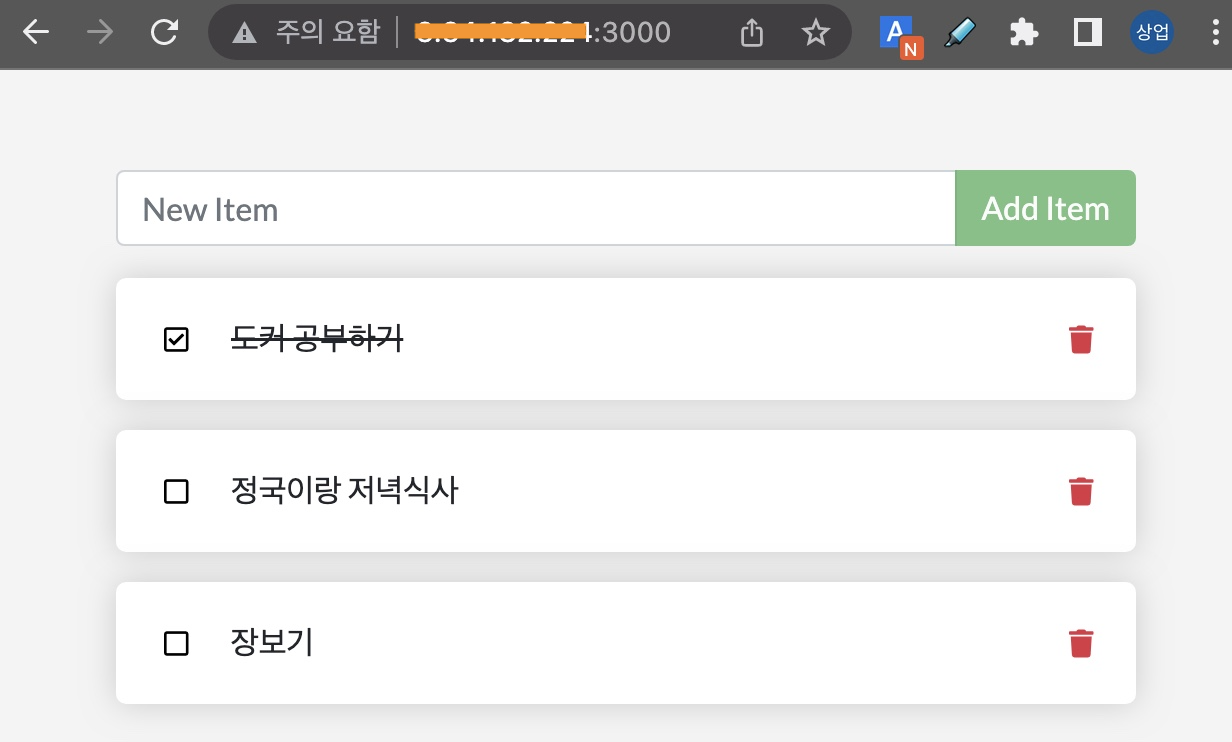 주의 요함 :3000
A N
상업
New Item
Add Item
도커 공부하기
정국이랑 저녁식사
장보기